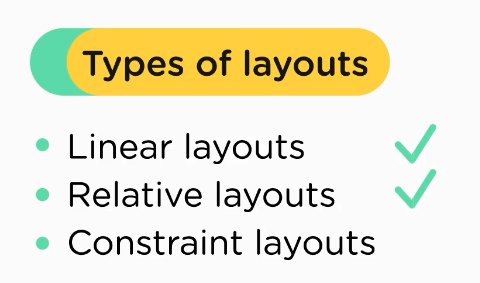 Types of layouts
Linear layouts
Relative layouts
Constraint layouts